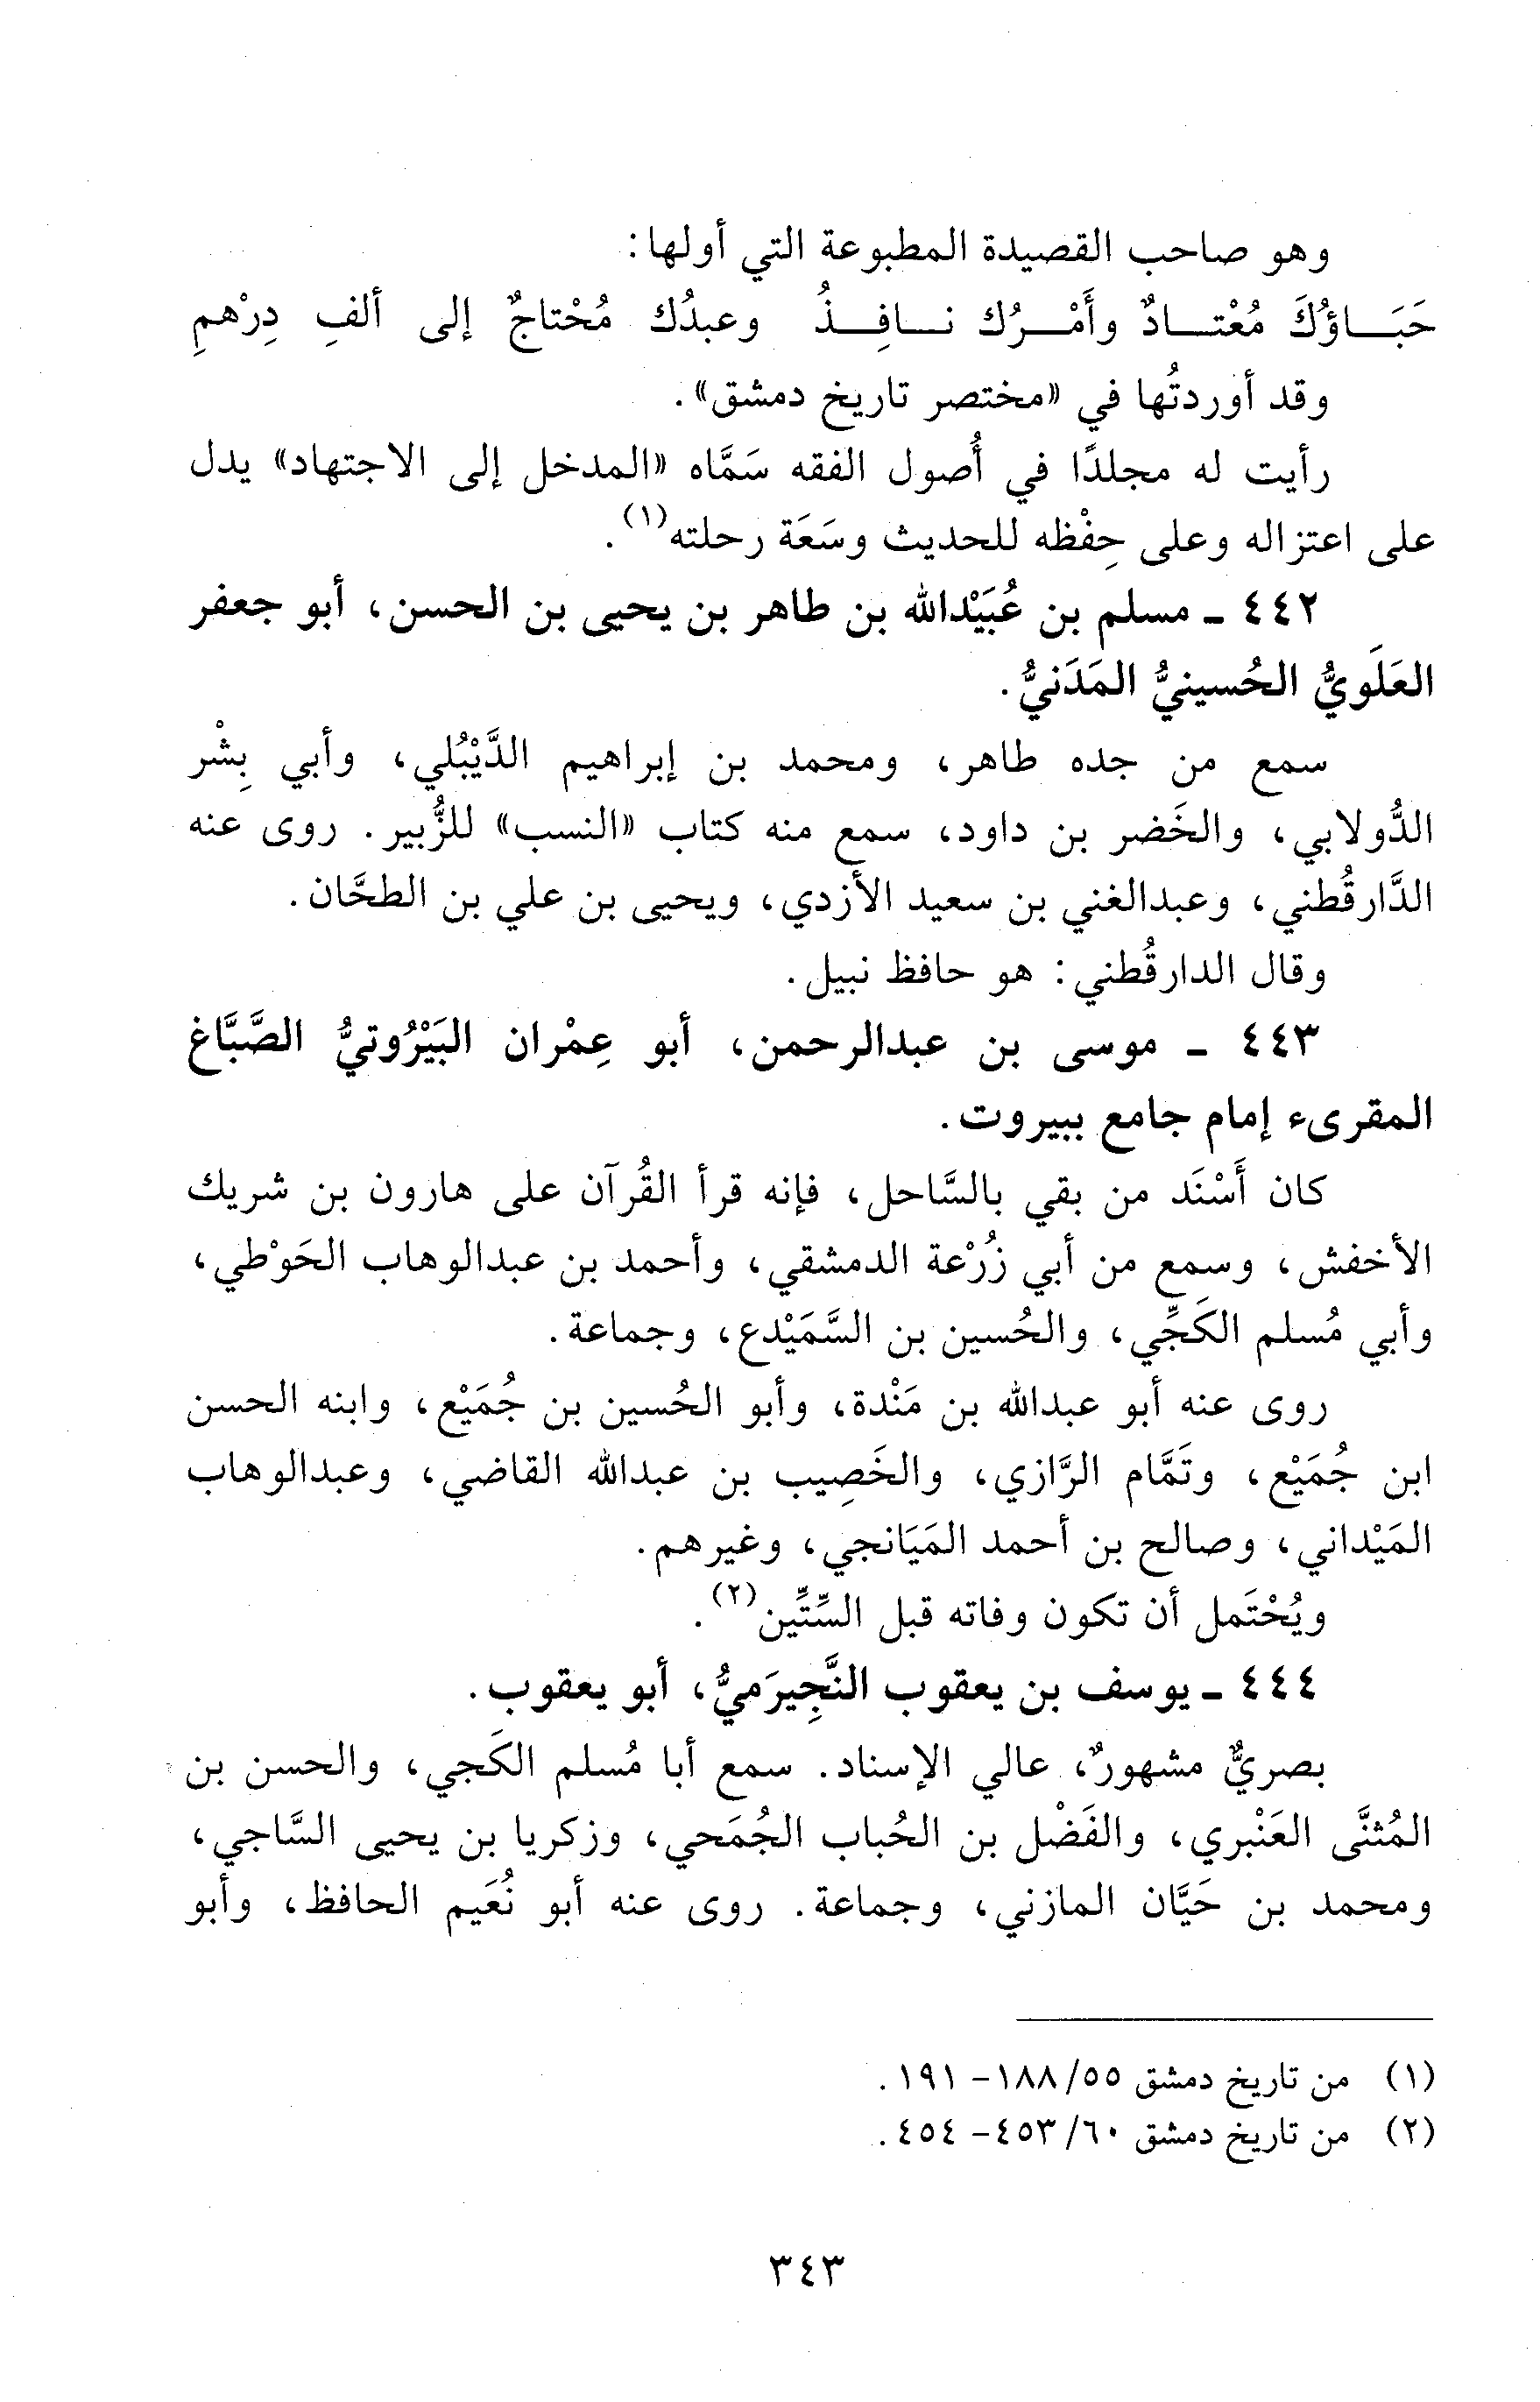 وهو صاحب القصيدة المطبوعة التي أولها:
حَبَـــاؤُكَ مُعْتـــادٌ وأَمْـــرُك نـــافِـــذُ وعبدُك مُحْتاجٌ إلى ألفِ دِرْهمِ
وقد أوردتُها في «مختصر تاريخ دمشق».
رأيت له مجلدًا في أُصول الفقه سَمَّاه «المدخل إلى الاجتهاد» يدل
على اعتزاله وعلى حِفْظه للحديث وسَعَة رحلته(١).
٤٤٢ ـ مسلم بن عُبَيْدالله بن طاهر بن يحيى بن الحسن، أبو جعفر
العَلَويُّ الحُسينيُّ المَدَنيُّ.
سمع من جده طاهر، ومحمد بن إبراهيم الدَّيْبُلي، وأبي بِشْر
الدُّولابي، والخَضر بن داود، سمع منه كتاب «النسب» للزُّبير. روى عنه
الدَّارقُطني، وعبدالغني بن سعيد الأزدي، ويحيى بن علي بن الطحَّان.
وقال الدارقُطني: هو حافظ نبيل.
٤٤٣ ـ موسى بن عبدالرحمن، أبو عِمْران البَيْرُوتيُّ الصَّبَّاغ
المقرىء إمام جامع ببيروت.
كان أَسْنَد من بقي بالسَّاحل، فإنه قرأ القُرآن على هارون بن شريك
الأخفش، وسمع من أبي زُرْعة الدمشقي، وأحمد بن عبدالوهاب الحَوْطي،
وأبي مُسلم الكَجِّي، والحُسين بن السَّمَيْدع، وجماعة.
روى عنه أبو عبدالله بن مَنْدة، وأبو الحُسين بن جُمَيْع، وابنه الحسن
ابن جُمَيْع، وتَمَّام الرَّازي، والخَصِيب بن عبدالله القاضي، وعبدالوهاب
المَيْداني، وصالح بن أحمد المَيَانجي، وغيرهم.
ويُحْتَمل أن تكون وفاته قبل السِّتِّين(٢).
٤٤٤ ـ يوسف بن يعقوب النَّجِيرَميُّ، أبو يعقوب.
بصريٌّ مشهورٌ، عالي الإسناد. سمع أبا مُسلم الكَجي، والحسن بن
المُثنَّى العَنْبري، والفَضْل بن الحُباب الجُمَحي، وزكريا بن يحيى السَّاجي،
ومحمد بن حَيَّان المازني، وجماعة. روى عنه أبو نُعَيم الحافظ، وأبو
(١) من تاريخ دمشق ٥٥/ ١٨٨- ١٩١.
(٢) من تاريخ دمشق ٦٠/ ٤٥٣- ٤٥٤.
٣٤٣